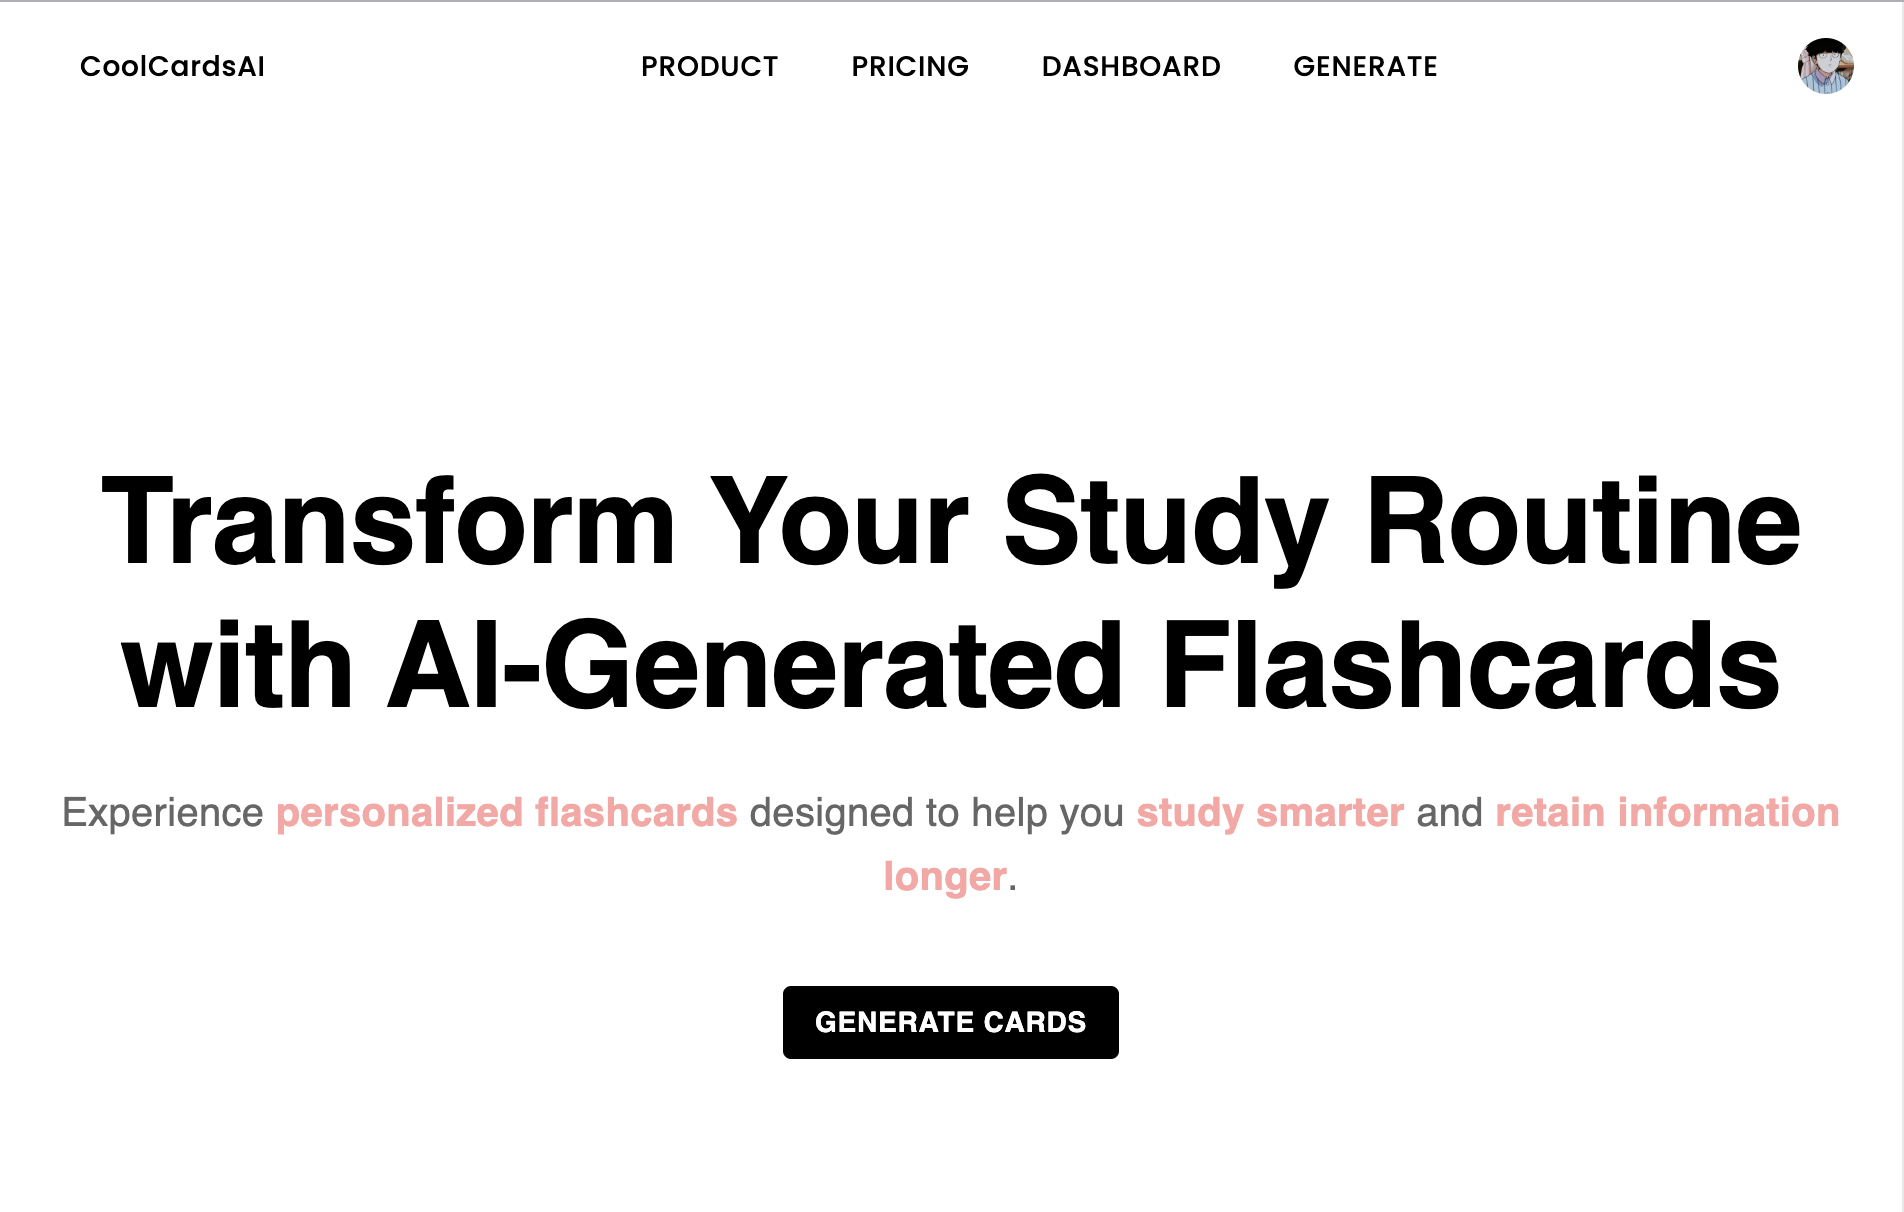 CoolCardsAI
PRODUCT
PRICING
DASHBOARD
GENERATE
Transform Your Study Routine
with AI-Generated Flashcards
Experience personalized flashcards designed to help you study smarter and retain information
longer.
GENERATE CARDS